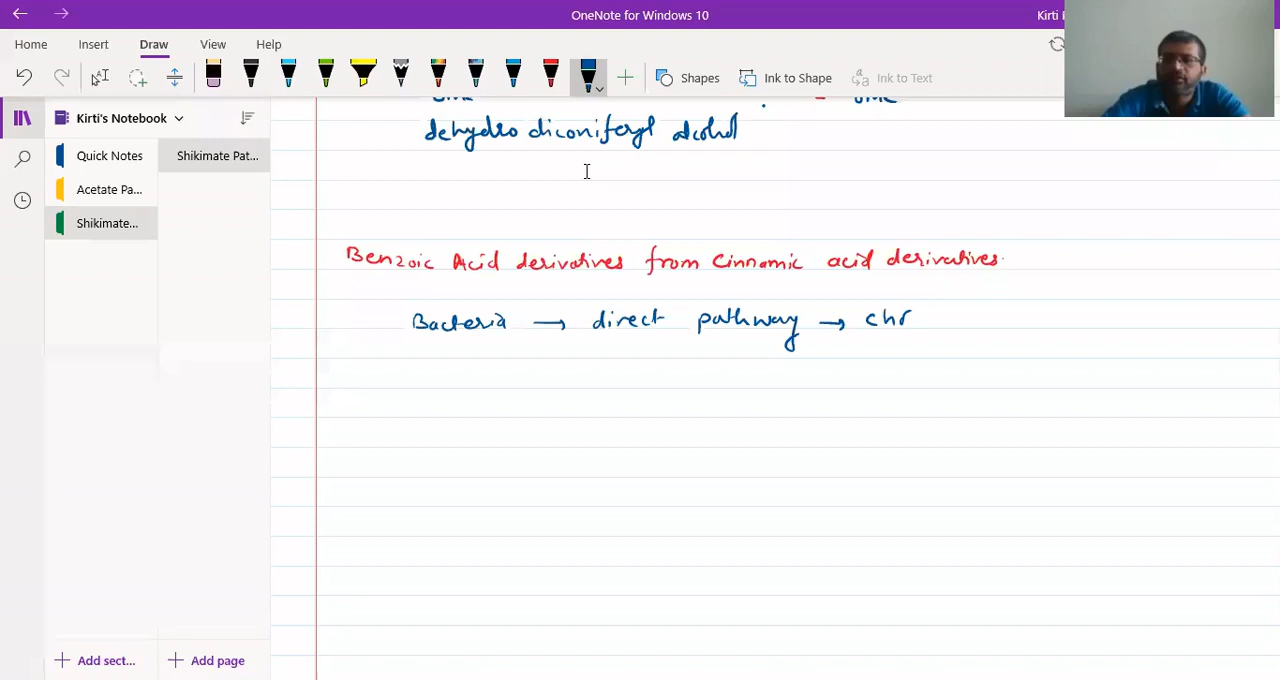 OneNote for Windows 10
Kirti
Home Insert Draw View Help
Shapes Ink to Shape Ink to Text
Kirti's Notebook
Quick Notes
Acetate Pa...
Shikimate...
Shikimate Pat...
dehydro diconiferyl alcohol
Benzoic Acid derivatives from Cinnamic acid derivatives.
Bacteria → direct pathway → chr
Add sect... Add page